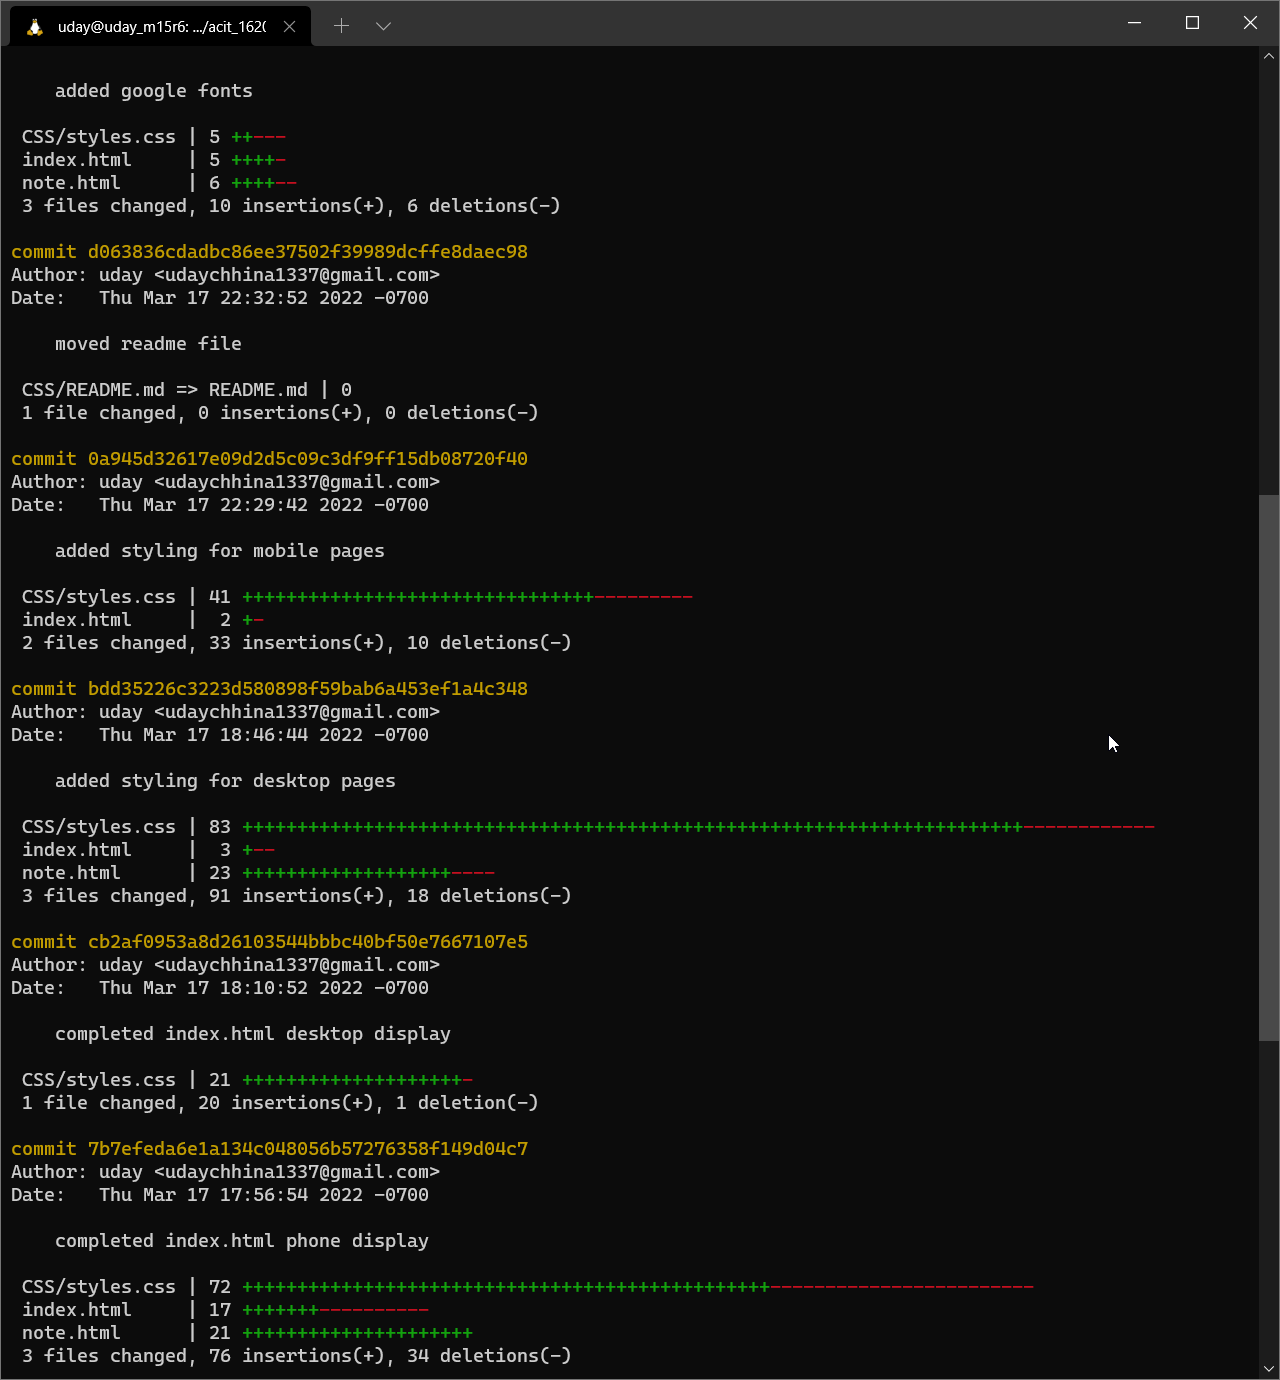 uday@uday_m15r6: .../acit_162
added google fonts
CSS/styles.css | 5 ++---
index.html     | 5 ++++-
note.html      | 6 ++++--
3 files changed, 10 insertions(+), 6 deletions(-)
commit d063836cdadbc86ee37502f39989dcffe8daec98
Author: uday <udaychhina1337@gmail.com>
Date:   Thu Mar 17 22:32:52 2022 -0700
moved readme file
CSS/README.md => README.md | 0
1 file changed, 0 insertions(+), 0 deletions(-)
commit 0a945d32617e09d2d5c09c3df9ff15db08720f40
Author: uday <udaychhina1337@gmail.com>
Date:   Thu Mar 17 22:29:42 2022 -0700
added styling for mobile pages
CSS/styles.css | 41 ++++++++++++++++++++++++++++++++---------
index.html     |  2 +-
2 files changed, 33 insertions(+), 10 deletions(-)
commit bdd35226c3223d580898f59bab6a453ef1a4c348
Author: uday <udaychhina1337@gmail.com>
Date:   Thu Mar 17 18:46:44 2022 -0700
added styling for desktop pages
CSS/styles.css | 83 +++++++++++++++++++++++++++++++++++++++++++++++++++++++++++++++++++++++------------
index.html     |  3 +--
note.html      | 23 +++++++++++++++++++----
3 files changed, 91 insertions(+), 18 deletions(-)
commit cb2af0953a8d26103544bbbc40bf50e7667107e5
Author: uday <udaychhina1337@gmail.com>
Date:   Thu Mar 17 18:10:52 2022 -0700
completed index.html desktop display
CSS/styles.css | 21 ++++++++++++++++++++-
1 file changed, 20 insertions(+), 1 deletion(-)
commit 7b7efeda6e1a134c048056b57276358f149d04c7
Author: uday <udaychhina1337@gmail.com>
Date:   Thu Mar 17 17:56:54 2022 -0700
completed index.html phone display
CSS/styles.css | 72 ++++++++++++++++++++++++++++++++++++++++++++++++------------------------
index.html     | 17 +++++++----------
note.html      | 21 +++++++++++++++++++++
3 files changed, 76 insertions(+), 34 deletions(-)